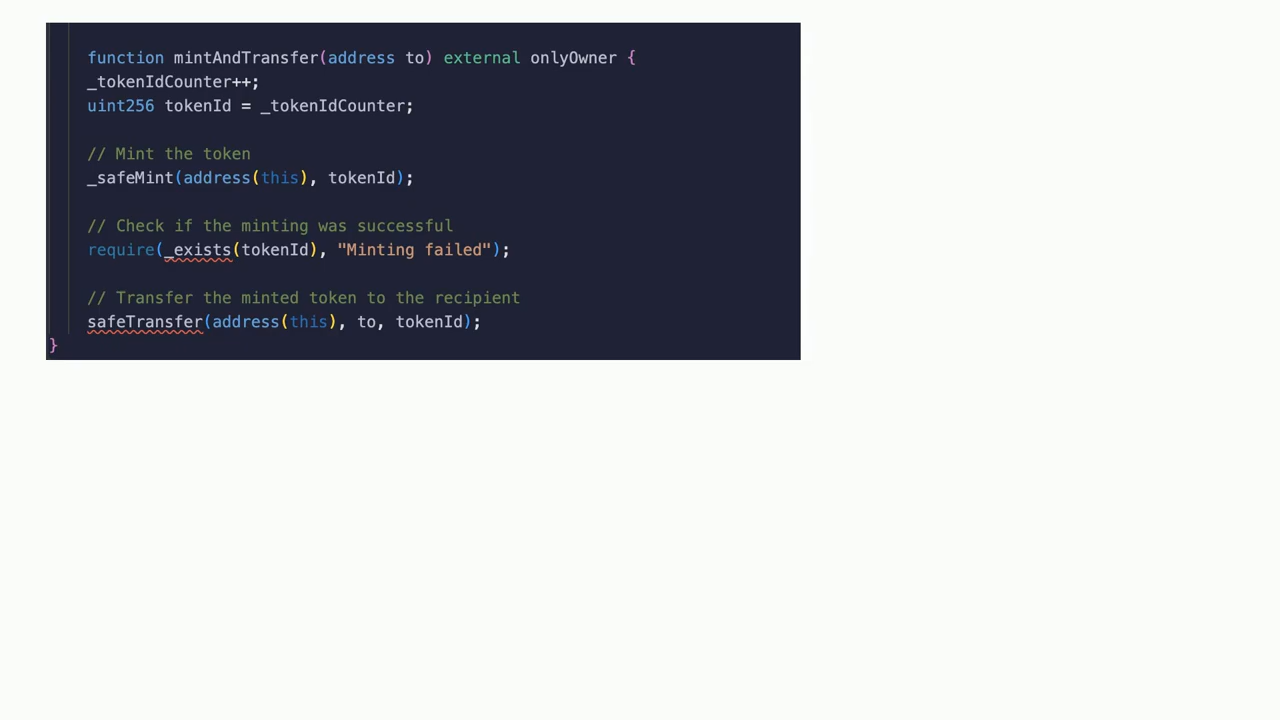 function mintAndTransfer(address to) external onlyOwner {
_tokenIdCounter++;
uint256 tokenId = _tokenIdCounter;
// Mint the token
_safeMint(address(this), tokenId);
// Check if the minting was successful
require(_exists(tokenId), "Minting failed");
// Transfer the minted token to the recipient
safeTransfer(address(this), to, tokenId);
}